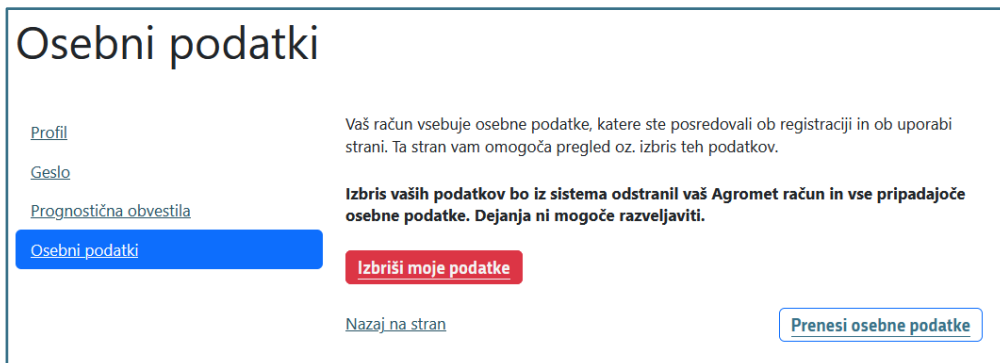 Osebni podatki
Profil
Geslo
Prognostična obvestila
Osebni podatki
Vaš račun vsebuje osebne podatke, katere ste posredovali ob registraciji in ob uporabi
strani. Ta stran vam omogoča pregled oz. izbris teh podatkov.
Izbris vaših podatkov bo iz sistema odstranil vaš Agromet račun in vse pripadajoče
osebne podatke. Dejanja ni mogoče razveljaviti.
Izbriši moje podatke
Nazaj na stran
Prenesi osebne podatke